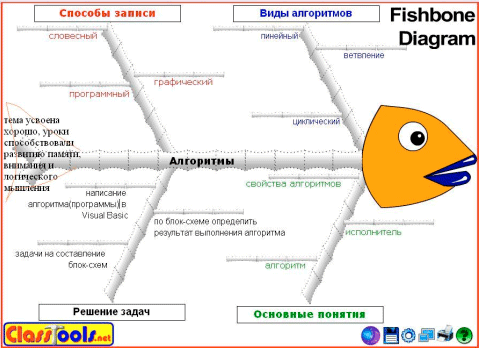 Способы записи
Виды алгоритмов
Fishbone
Diagram
словесный
линейный
ветвление
графический
программный
циклический
тема усвоена
хорошо, уроки
способствовали
развитию памяти,
внимания и
логического
мышления
Алгоритмы
свойства алгоритмов
написание
алгоритма(программы) в
Visual Basic
по блок-схеме определить
результат выполнения алгоритма
исполнитель
задачи на составление
блок-схем
алгоритм
Решение задач
Основные понятия
ClassTools.net